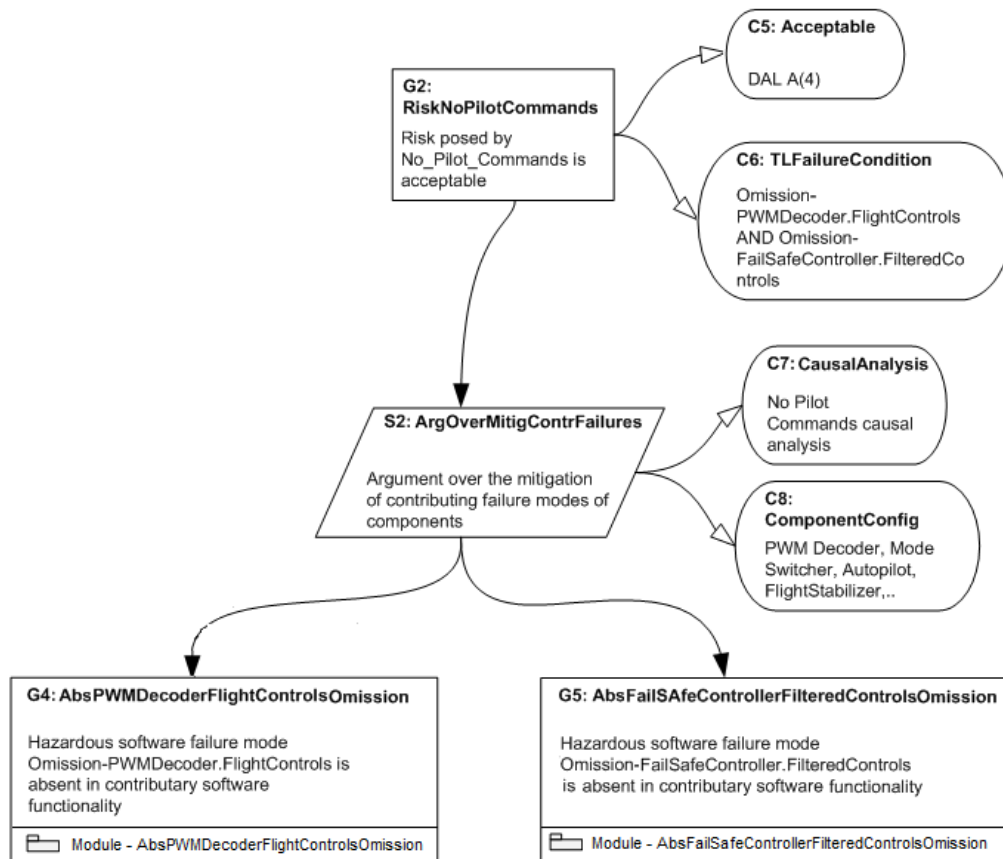 C5: Acceptable
DAL A(4)
G2:
RiskNoPilotCommands
Risk posed by
No_Pilot_Commands is
acceptable
C6: TLFailureCondition
Omission-
PWMDecoder.FlightControls
AND Omission-
FailSafeController.FilteredCo
ntrols
C7: CausalAnalysis
No Pilot
Commands causal
analysis
S2: ArgOverMitigContrFailures
Argument over the mitigation
of contributing failure modes of
components
C8:
ComponentConfig
PWM Decoder, Mode
Switcher, Autopilot,
FlightStabilizer,..
G4: AbsPWMDecoderFlightControlsOmission
Hazardous software failure mode
Omission-PWMDecoder.FlightControls is
absent in contributary software
functionality
Module - AbsPWMDecoderFlightControlsOmission
G5: AbsFailSAfeControllerFilteredControlsOmission
Hazardous software failure mode
Omission-FailSafeController.FilteredControls
is absent in contributary software functionality
Module - AbsFailSafeControllerFilteredControlsOmission